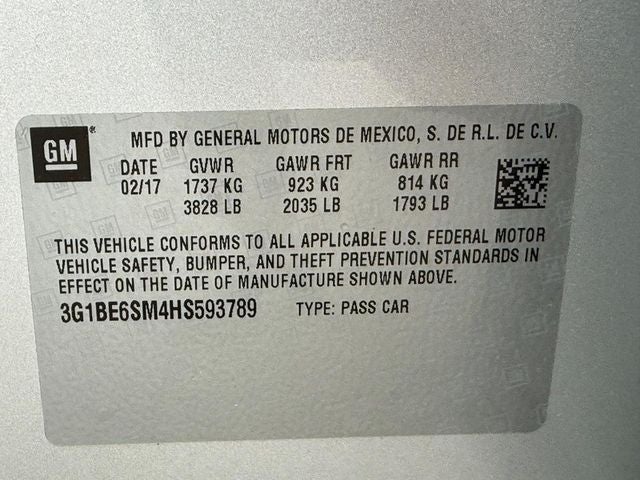 GM
MFD BY GENERAL MOTORS DE MEXICO, S. DE R.L. DE C.V.
DATE GVWR GAWR FRT GAWR RR
02/17 1737 KG 923 KG 814 KG
3828 LB 2035 LB 1793 LB
THIS VEHICLE CONFORMS TO ALL APPLICABLE U.S. FEDERAL MOTOR
VEHICLE SAFETY, BUMPER, AND THEFT PREVENTION STANDARDS IN
EFFECT ON THE DATE OF MANUFACTURE SHOWN ABOVE.
3G1BE6SM4HS593789 TYPE: PASS CAR